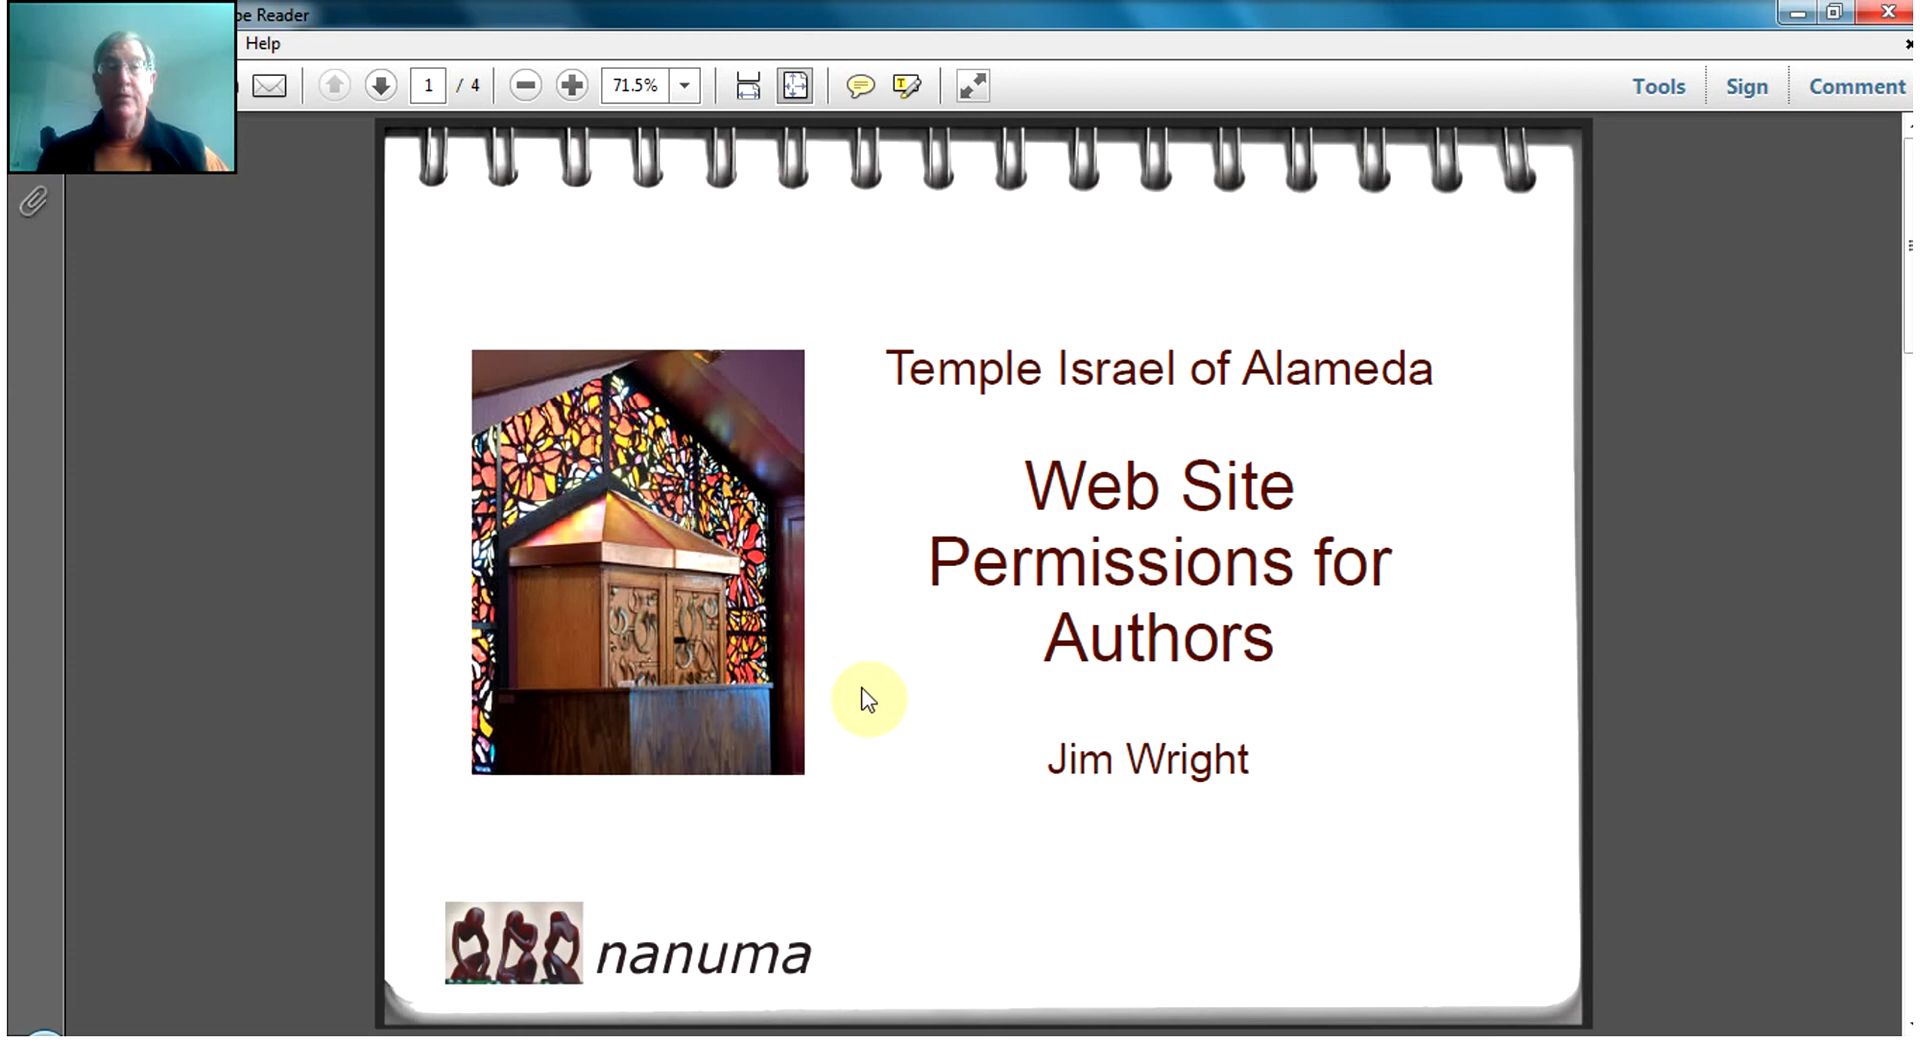 be Reader
Help
1 / 4
71.5%
Tools
Sign
Comment
Temple Israel of Alameda
Web Site
Permissions for
Authors
Jim Wright
nanuma